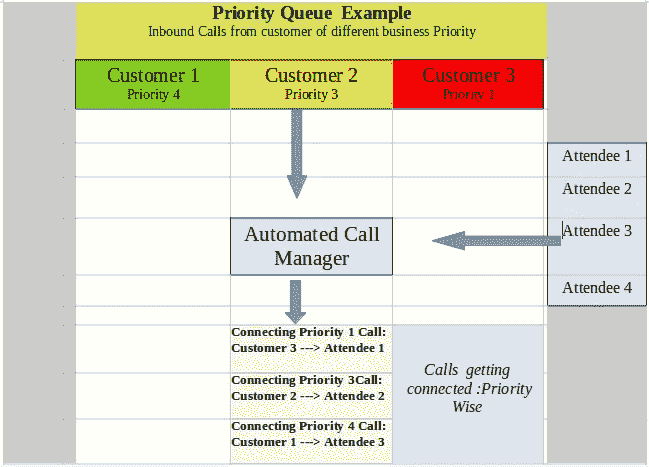 Priority Queue Example
Inbound Calls from customer of different business Priority
Customer 1
Priority 4
Customer 2
Priority 3
Customer 3
Priority 1
Attendee 1
Attendee 2
Automated Call
Manager
Attendee 3
Attendee 4
Connecting Priority 1 Call:
Customer 3 ---> Attendee 1
Connecting Priority 3Call:
Customer 2 ---> Attendee 2
Connecting Priority 4 Call:
Customer 1 ---> Attendee 3
Calls getting
connected :Priority
Wise